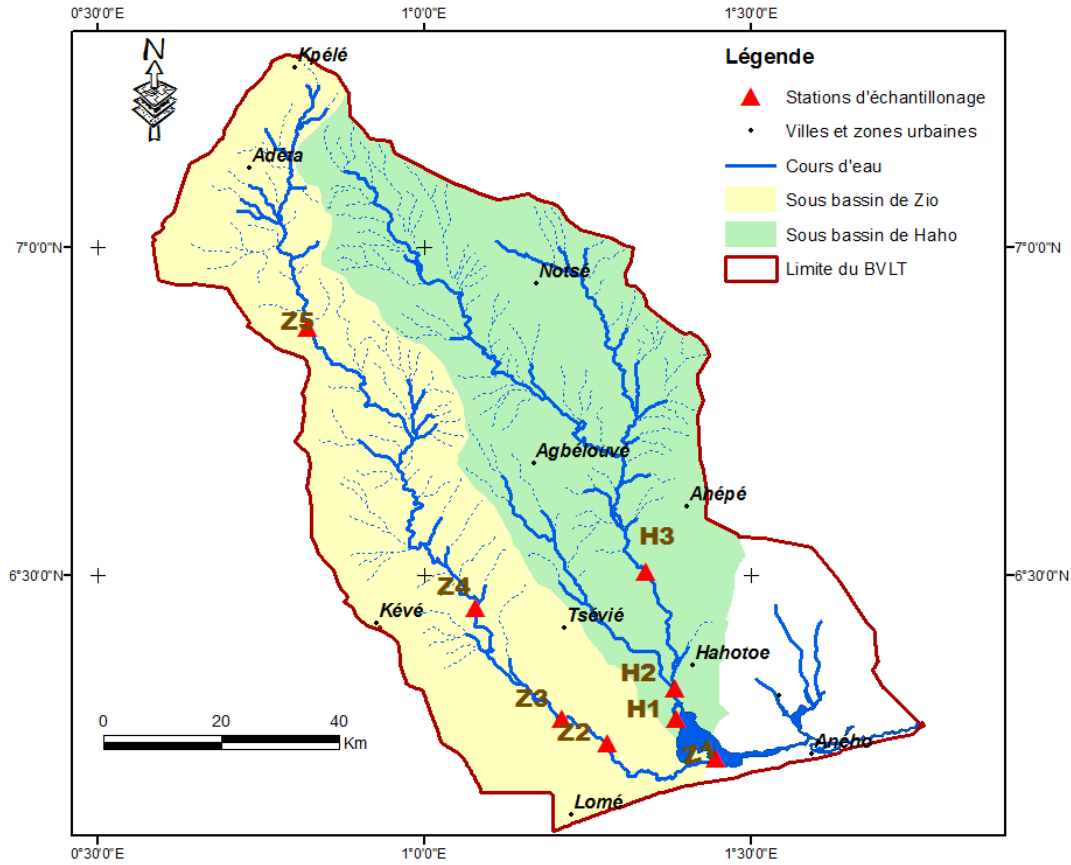 0°30'0"E
1°0'0"E
1°30'0"E
N
Kpélé
Légende
Stations d'échantillonage
Villes et zones urbaines
Cours d'eau
Sous bassin de Zio
Sous bassin de Haho
Limite du BVLT
Adéta
7°0'0"N
7°0'0"N
Notsé
Z5
Agbélouvé
Ahépé
H3
6°30'0"N
6°30'0"N
Z4
Kévé
Tsévié
Hahotoe
H2
Z3
H1
Z2
Z1
Aného
0
20
40
Km
Lomé
0°30'0"E
1°0'0"E
1°30'0"E